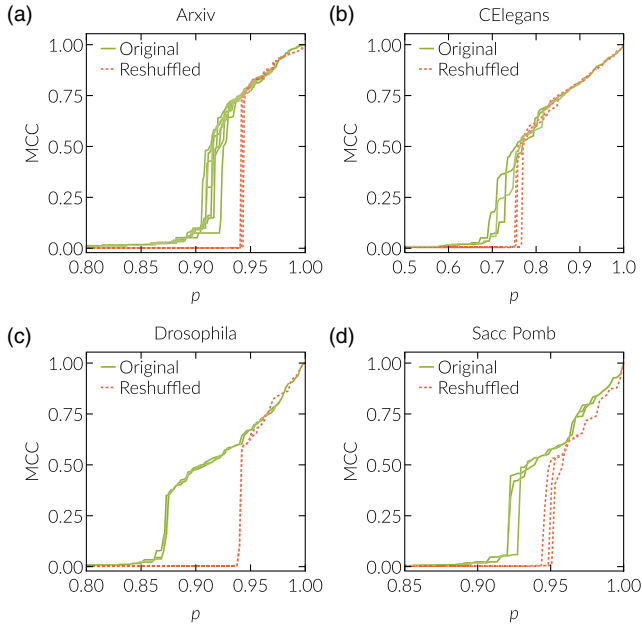 (a) Arxiv
Original
Reshuffled
MCC
1.00
0.75
0.50
0.25
0.00
0.80 0.85 0.90 0.95 1.00
p
(b) CElegans
Original
Reshuffled
MCC
1.00
0.75
0.50
0.25
0.00
0.5 0.6 0.7 0.8 0.9 1.0
p
(c) Drosophila
Original
Reshuffled
MCC
1.00
0.75
0.50
0.25
0.00
0.80 0.85 0.90 0.95 1.00
p
(d) Sacc Pomb
Original
Reshuffled
MCC
1.00
0.75
0.50
0.25
0.00
0.85 0.90 0.95 1.00
p